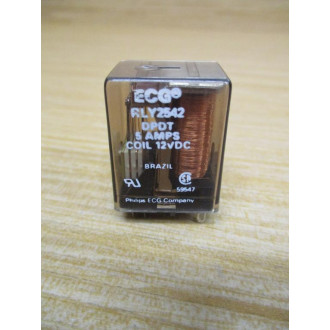 ECG®
RLY2542
DPDT
5 AMPS
COIL 12VDC
BRAZIL
59547
Philips ECG Company